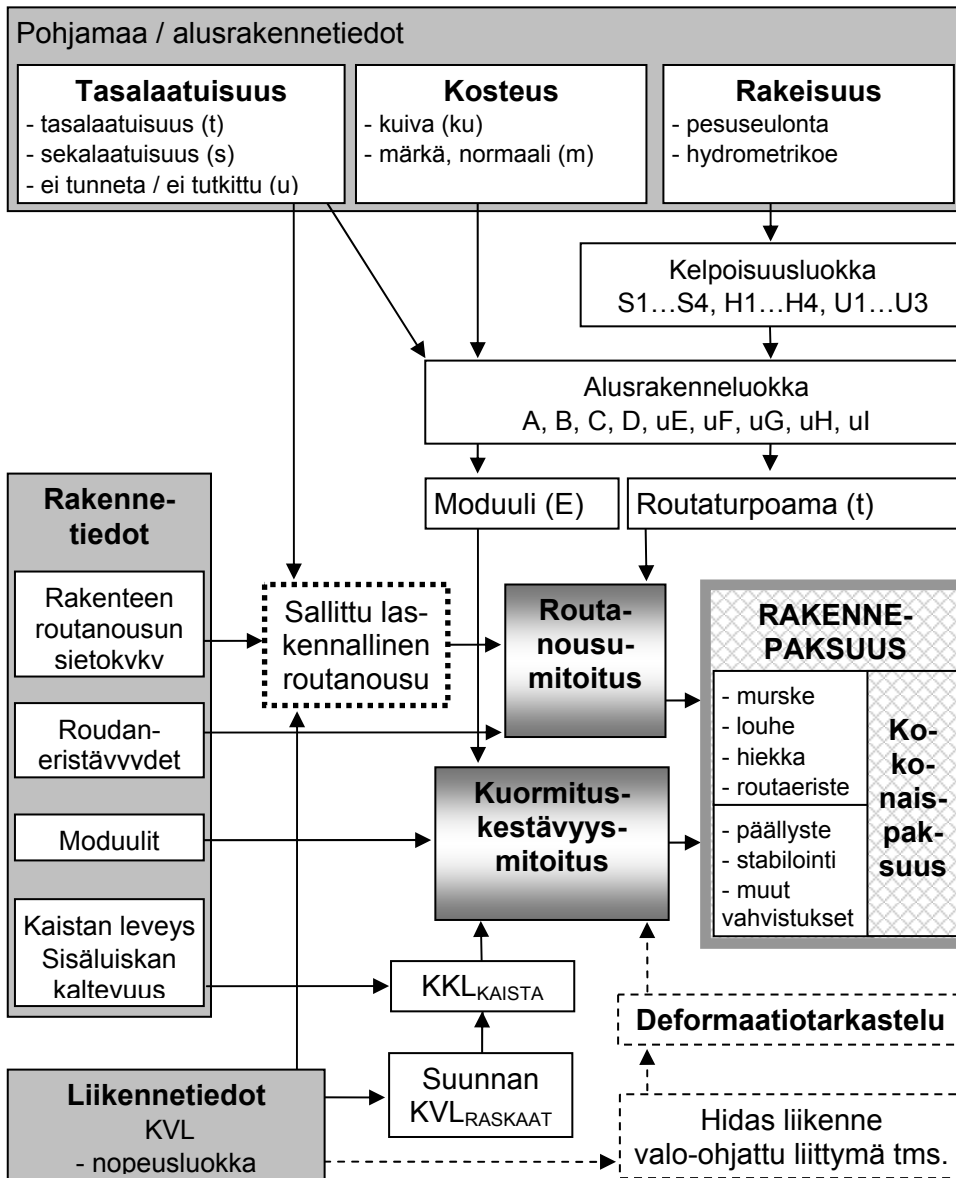 Pohjamaa / alusrakennetiedot
Tasalaatuisuus
- tasalaatuisuus (t)
- sekalaatuisuus (s)
- ei tunneta / ei tutkittu (u)
Kosteus
- kuiva (ku)
- märkä, normaali (m)
Rakeisuus
- pesuseulonta
- hydrometrikoe
Kelpoisuusluokka
S1…S4, H1…H4, U1…U3
Alusrakenneluokka
A, B, C, D, uE, uF, uG, uH, uI
Moduuli (E)
Routaturpoama (t)
Rakenne-
tiedot
Rakenteen
routanousun
sietokyky
Roudan-
eristävyydet
Moduulit
Kaistan leveys
Sisäluiskan
kaltevuus
Sallittu las-
kennallinen
routanousu
Routa-
nousu-
mitoitus
Kuormitus-
kestävyys-
mitoitus
RAKENNE-
PAKSUUS
- murske
- louhe
- hiekka
- routaeriste
- päällyste
- stabilointi
- muut
vahvistukset
Ko-
ko-
nais-
pak-
suus
KKLKAISTA
Deformaatiotarkastelu
Liikennetiedot
KVL
- nopeusluokka
Suunnan
KVLRASKAAT
Hidas liikenne
valo-ohjattu liittymä tms.